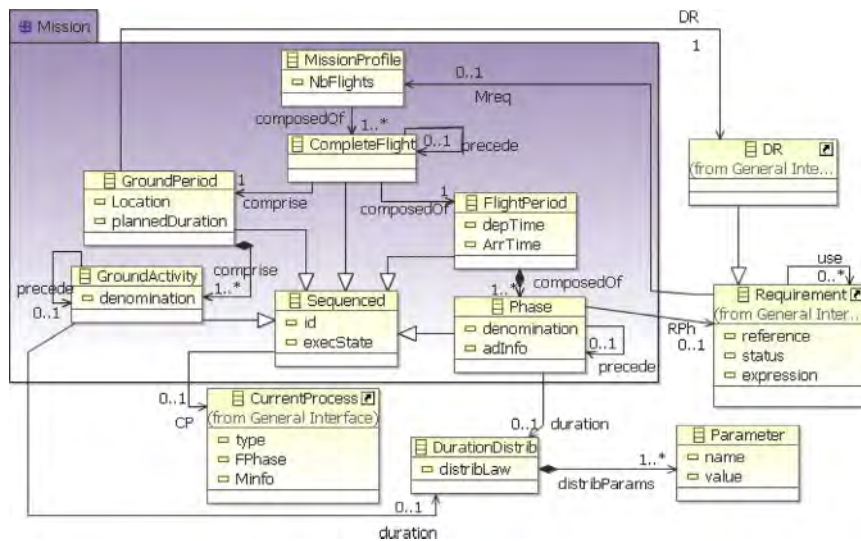 Mission
DR
1
MissionProfile
NbFlights
0..1
Mreq
composedOf
1..*
CompleteFlight
0..1
precede
DR
(from General Inte...
GroundPeriod
Location
plannedDuration
1
comprise
composedOf
1
FlightPeriod
depTime
ArrTime
use
0..*
comprise
1..*
precede
0..1
GroundActivity
denomination
Sequenced
id
execState
composedOf
1..*
Phase
denomination
adInfo
0..1
precede
RPh
0..1
Requirement
(from General Inter...
reference
status
expression
0..1
CP
CurrentProcess
(from General Interface)
type
FPhase
Minfo
0..1
duration
DurationDistrib
distribLaw
1..*
distribParams
Parameter
name
value
0..1
duration